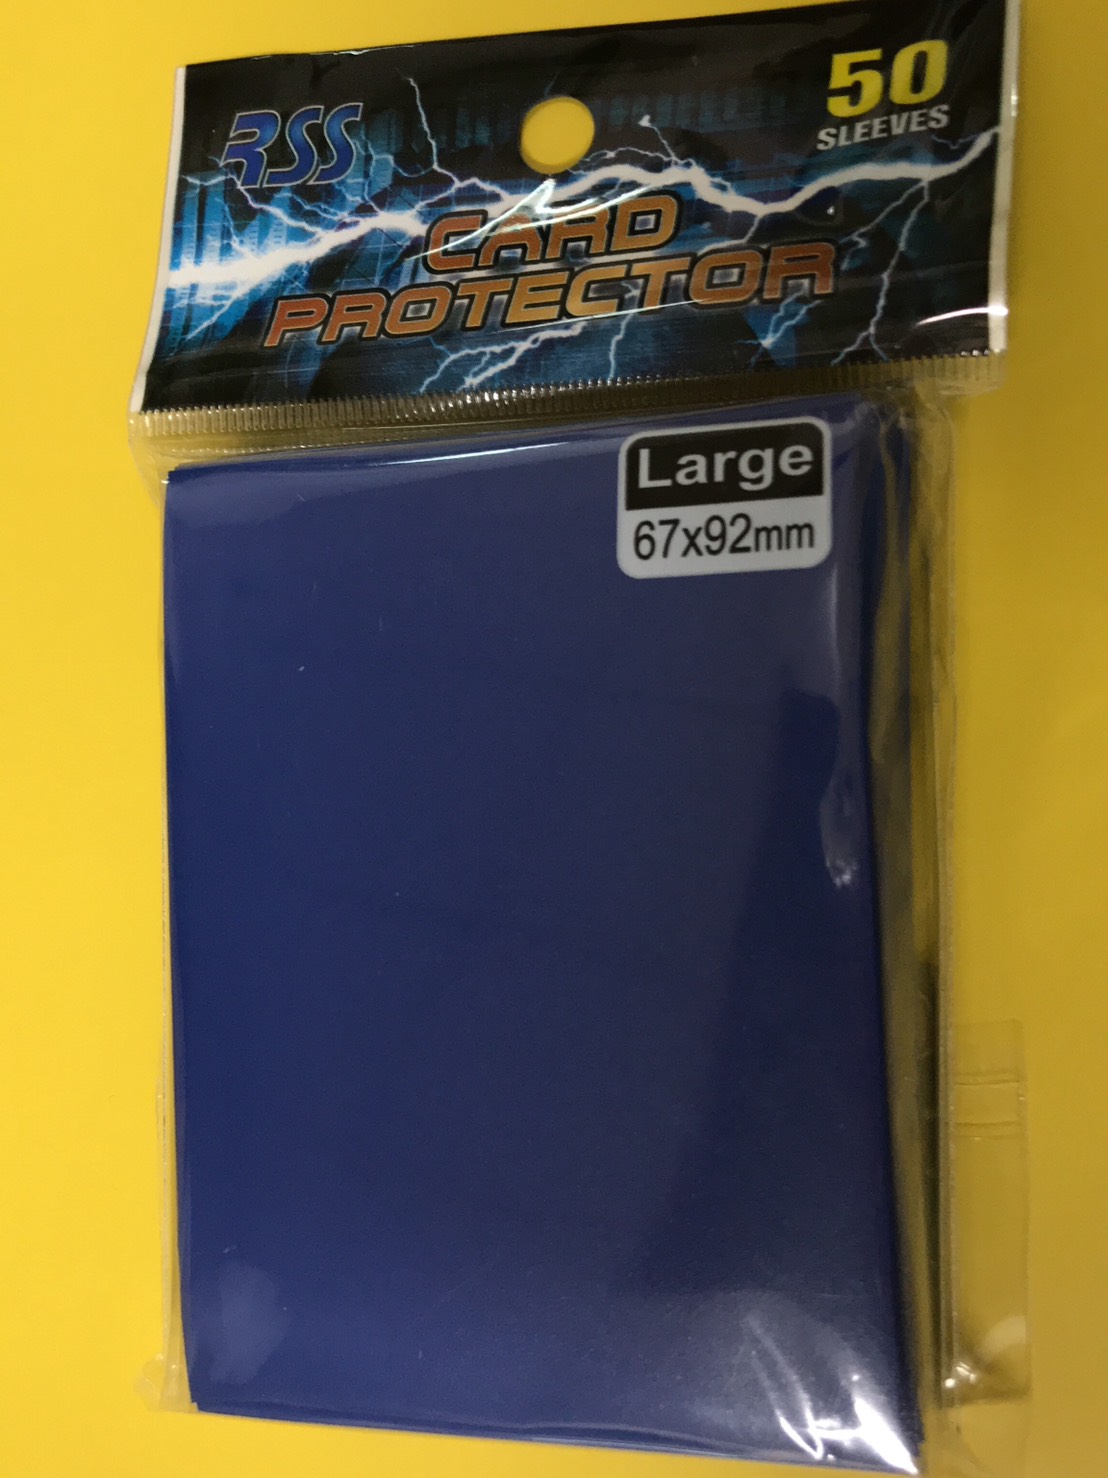 RSS
50
SLEEVES
CARD
PROTECTOR
Large
67x92mm